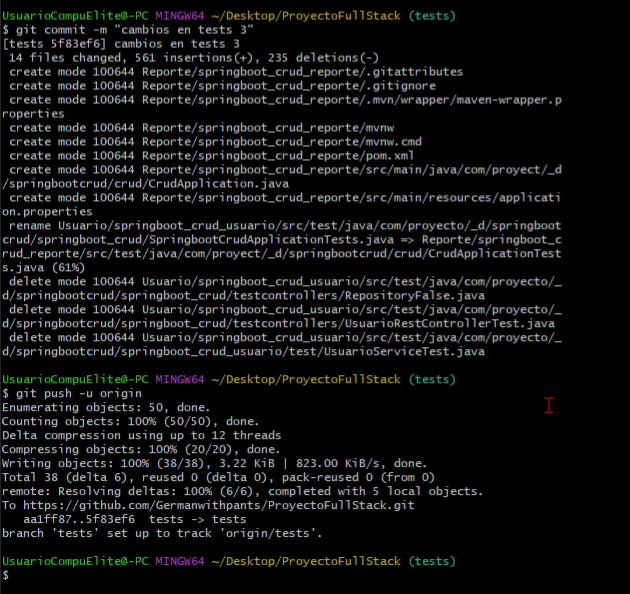 UsuarioCompuElite@-PC MINGW64 ~/Desktop/ProyectoFullStack (tests)
$ git commit -m "cambios en tests 3"
[tests 5f83ef6] cambios en tests 3
 14 files changed, 561 insertions(+), 235 deletions(-)
 create mode 100644 Reporte/springboot_crud_reporte/.gitattributes
 create mode 100644 Reporte/springboot_crud_reporte/.gitignore
 create mode 100644 Reporte/springboot_crud_reporte/.mvn/wrapper/maven-wrapper.p
roperties
 create mode 100644 Reporte/springboot_crud_reporte/mvnw
 create mode 100644 Reporte/springboot_crud_reporte/mvnw.cmd
 create mode 100644 Reporte/springboot_crud_reporte/pom.xml
 create mode 100644 Reporte/springboot_crud_reporte/src/main/java/com/proyect/_d
/springbootcrud/crud/CrudApplication.java
 create mode 100644 Reporte/springboot_crud_reporte/src/main/resources/applicati
on.properties
 rename Usuario/springboot_crud_usuario/src/test/java/com/proyecto/_d/springboot
crud/springboot_crud/SpringbootCrudApplicationTests.java => Reporte/springboot_c
rud_reporte/src/test/java/com/proyect/_d/springbootcrud/crud/CrudApplicationTest
s.java (61%)
 delete mode 100644 Usuario/springboot_crud_usuario/src/test/java/com/proyecto/_
d/springbootcrud/springboot_crud/testcontrollers/RepositoryFalse.java
 delete mode 100644 Usuario/springboot_crud_usuario/src/test/java/com/proyecto/_
d/springbootcrud/springboot_crud/testcontrollers/UsuarioRestControllerTest.java
 delete mode 100644 Usuario/springboot_crud_usuario/src/test/java/com/proyecto/_
d/springbootcrud/springboot_crud_usuario/test/UsuarioServiceTest.java
UsuarioCompuElite@-PC MINGW64 ~/Desktop/ProyectoFullStack (tests)
$ git push -u origin
Enumerating objects: 50, done.
Counting objects: 100% (50/50), done.
Delta compression using up to 12 threads
Compressing objects: 100% (20/20), done.
Writing objects: 100% (38/38), 3.22 KiB | 823.00 KiB/s, done.
Total 38 (delta 6), reused 0 (delta 0), pack-reused 0 (from 0)
remote: Resolving deltas: 100% (6/6), completed with 5 local objects.
To https://github.com/Germanwithpants/ProyectoFullStack.git
   aa1ff87..5f83ef6  tests -> tests
branch 'tests' set up to track 'origin/tests'.
UsuarioCompuElite@-PC MINGW64 ~/Desktop/ProyectoFullStack (tests)
$